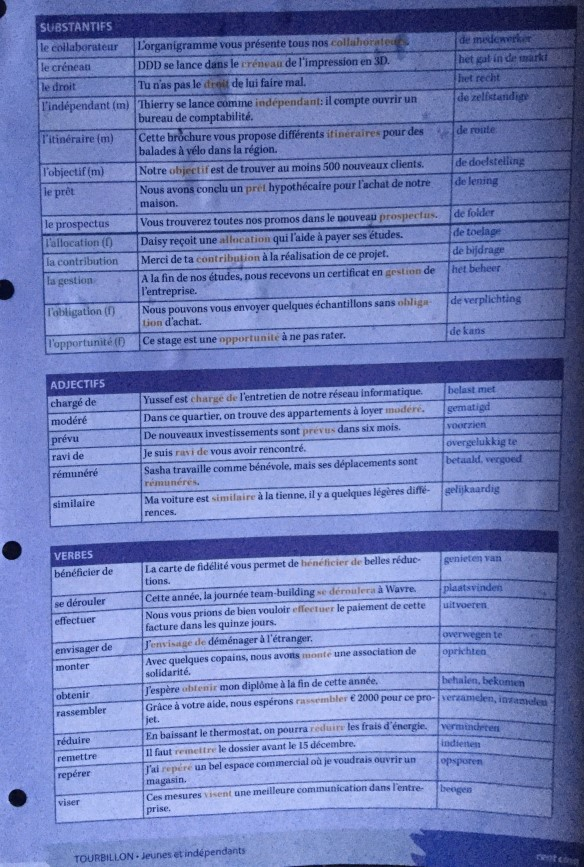 SUBSTANTIFS
le collaborateur L'organigramme vous présente tous nos collaborateurs. de medewerker
le créneau DDD se lance dans le créneau de l'impression en 3D. het gat in de markt
le droit Tu n'as pas le droit de lui faire mal. het recht
l'indépendant (m) Thierry se lance comme indépendant: il compte ouvrir un de zelfstandige
bureau de comptabilité.
l'itinéraire (m) Cette brochure vous propose différents itinéraires pour des de route
balades à vélo dans la région.
l'objectif (m) Notre objectif est de trouver au moins 500 nouveaux clients. de doelstelling
le prêt Nous avons conclu un prêt hypothécaire pour l'achat de notre de lening
maison.
le prospectus Vous trouverez toutes nos promos dans le nouveau prospectus. de folder
l'allocation (f) Daisy reçoit une allocation qui l'aide à payer ses études. de toelage
la contribution Merci de ta contribution à la réalisation de ce projet. de bijdrage
la gestion A la fin de nos études, nous recevons un certificat en gestion de het beheer
l'entreprise.
l'obligation (f) Nous pouvons vous envoyer quelques échantillons sans obliga- de verplichting
tion d'achat.
l'opportunité (f) Ce stage est une opportunité à ne pas rater. de kans
ADJECTIFS
chargé de Yussef est chargé de l'entretien de notre réseau informatique. belast met
modéré Dans ce quartier, on trouve des appartements à loyer modéré. gematigd
prévu De nouveaux investissements sont prévus dans six mois. voorzien
ravi de Je suis ravi de vous avoir rencontré. overgelukkig te
rémunéré Sasha travaille comme bénévole, mais ses déplacements sont betaald, vergoed
rémunérés.
similaire Ma voiture est similaire à la tienne, il y a quelques légères diffé- gelijkaardig
rences.
VERBES
bénéficier de La carte de fidélité vous permet de bénéficier de belles réduc- genieten van
tions.
se dérouler Cette année, la journée team-building se déroulera à Wavre. plaatsvinden
effectuer Nous vous prions de bien vouloir effectuer le paiement de cette uitvoeren
facture dans les quinze jours.
envisager de J'envisage de déménager à l'étranger. overwegen te
monter Avec quelques copains, nous avons monté une association de oprichten
solidarité.
obtenir J'espère obtenir mon diplôme à la fin de cette année. behalen, bekomen
rassembler Grâce à votre aide, nous espérons rassembler € 2000 pour ce pro- verzamelen, inzamelen
jet.
réduire En baissant le thermostat, on pourra réduire les frais d'énergie. verminderen
remettre Il faut remettre le dossier avant le 15 décembre. indienen
repérer J'ai repéré un bel espace commercial où je voudrais ouvrir un opsporen
magasin.
viser Ces mesures visent une meilleure communication dans l'entre- beogen
prise.
TOURBILLON • Jeunes et indépendants